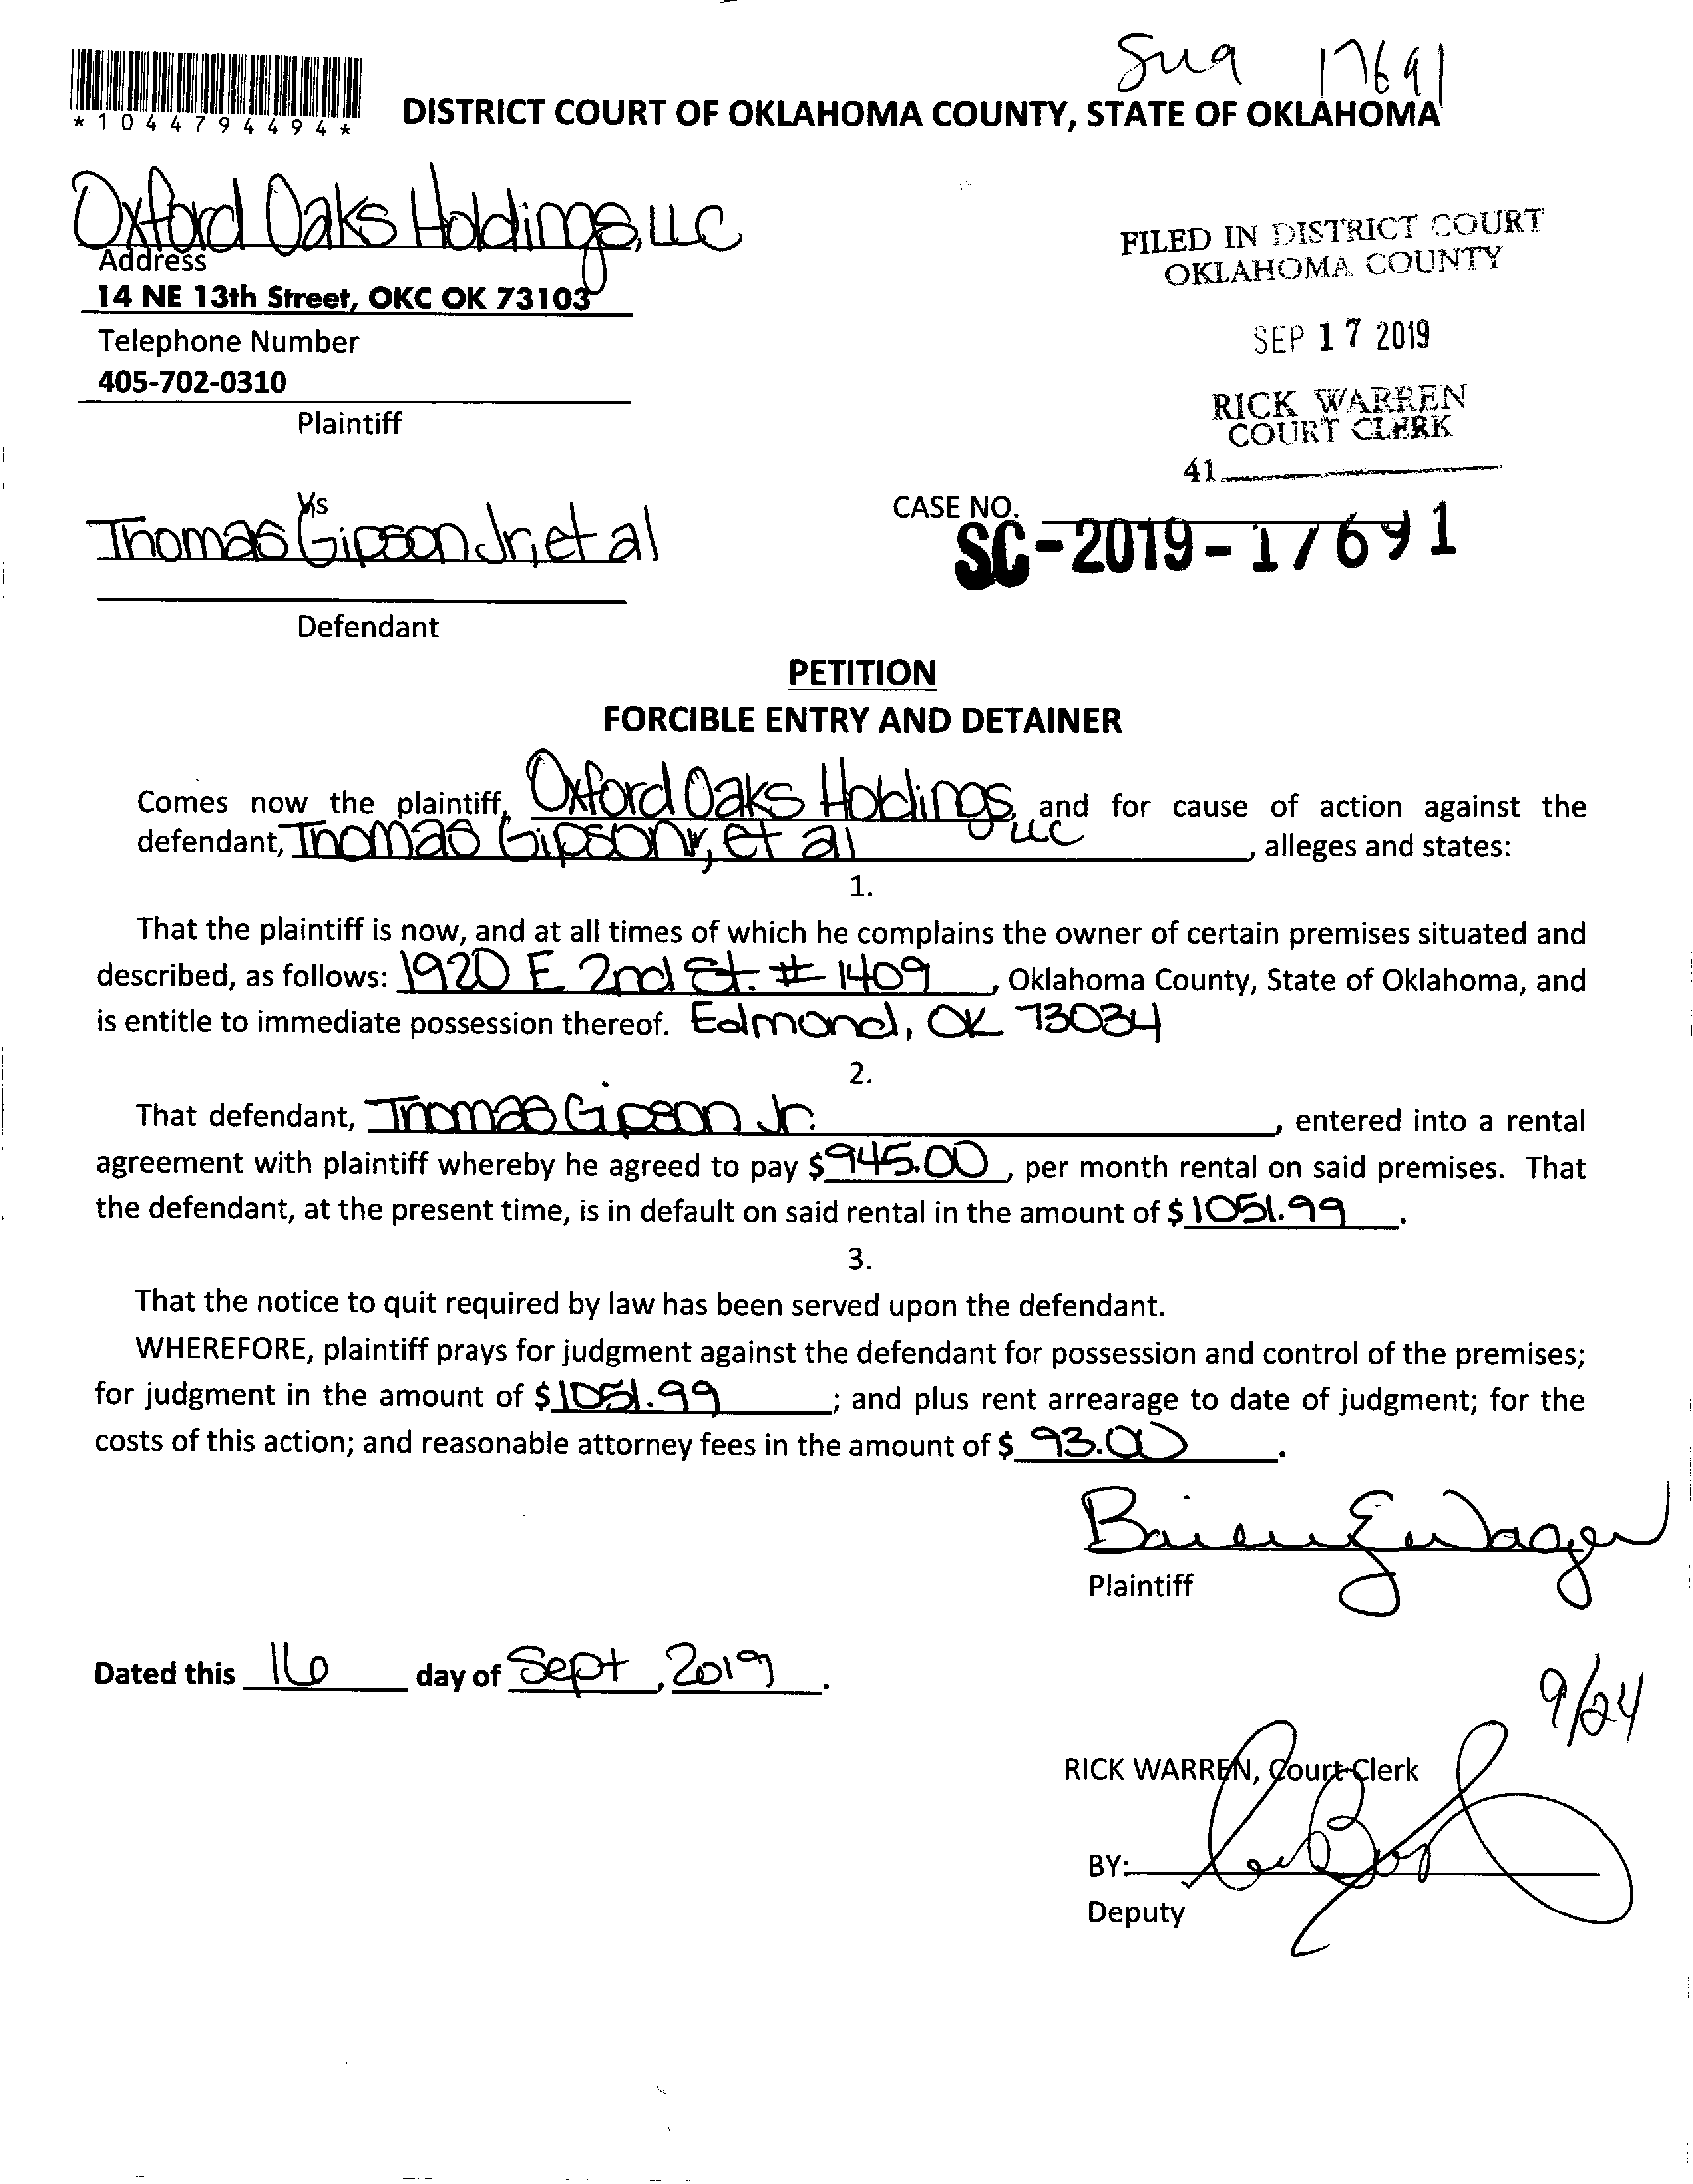 17691
*1044794494*
DISTRICT COURT OF OKLAHOMA COUNTY, STATE OF OKLAHOMA
Oxford Oaks Holdings, LLC
Address
14 NE 13th Street, OKC OK 73103
Telephone Number
405-702-0310
Plaintiff
FILED IN DISTRICT COURT
OKLAHOMA COUNTY
SEP 17 2019
RICK WARREN
COURT CLERK
41
Vs
Thomas Gipson Jr, et al
Defendant
CASE NO.
SC-2019-17691
PETITION
FORCIBLE ENTRY AND DETAINER
Comes now the plaintiff, Oxford Oaks Holdings, LLC and for cause of action against the
defendant, Thomas Gipson Jr, et al, alleges and states:
1.
That the plaintiff is now, and at all times of which he complains the owner of certain premises situated and
described, as follows: 1920 E 2nd St. # 1409, Oklahoma County, State of Oklahoma, and
is entitle to immediate possession thereof. Edmond, OK 73034
2.
That defendant, Thomas Gipson Jr., entered into a rental
agreement with plaintiff whereby he agreed to pay $945.00, per month rental on said premises. That
the defendant, at the present time, is in default on said rental in the amount of $1051.99.
3.
That the notice to quit required by law has been served upon the defendant.
WHEREFORE, plaintiff prays for judgment against the defendant for possession and control of the premises;
for judgment in the amount of $1051.99; and plus rent arrearage to date of judgment; for the
costs of this action; and reasonable attorney fees in the amount of $93.00.
Plaintiff
Dated this 16 day of Sept, 2019.
9/24
RICK WARREN, Court Clerk
BY:
Deputy